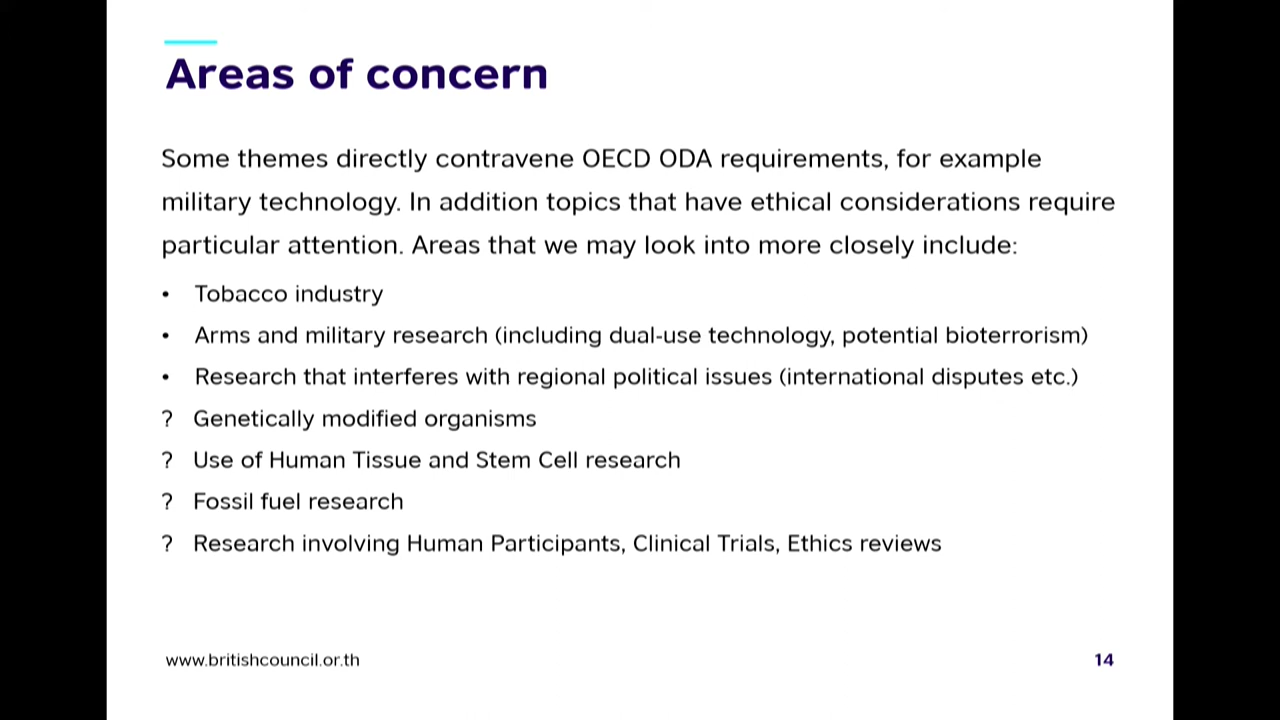 Areas of concern
Some themes directly contravene OECD ODA requirements, for example
military technology. In addition topics that have ethical considerations require
particular attention. Areas that we may look into more closely include:
• Tobacco industry
• Arms and military research (including dual-use technology, potential bioterrorism)
• Research that interferes with regional political issues (international disputes etc.)
? Genetically modified organisms
? Use of Human Tissue and Stem Cell research
? Fossil fuel research
? Research involving Human Participants, Clinical Trials, Ethics reviews
www.britishcouncil.or.th
14